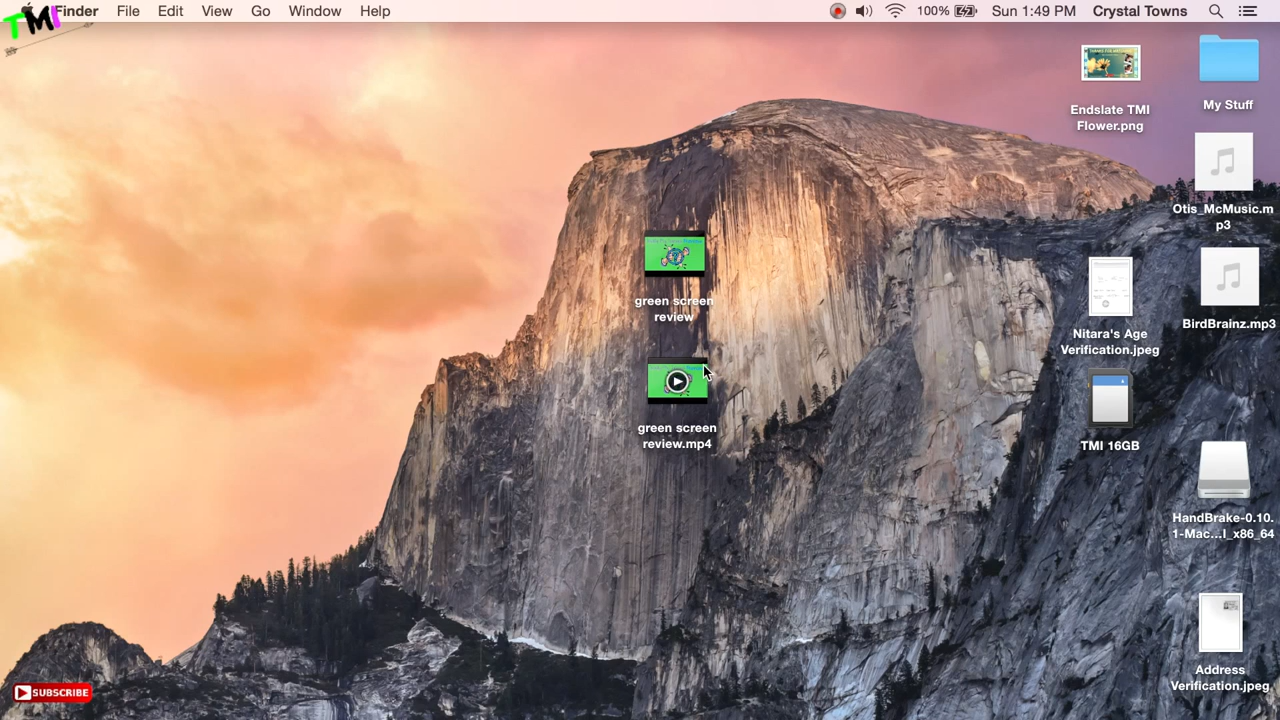 TMI
Finder File Edit View Go Window Help 100% Sun 1:49 PM Crystal Towns
Endslate TMI
Flower.png
My Stuff
Otis_McMusic.m
p3
green screen
review
BirdBrainz.mp3
Nitara's Age
Verification.jpeg
green screen
review.mp4
TMI 16GB
HandBrake-0.10.
1-Mac...I_x86_64
Address
Verification.jpeg
SUBSCRIBE